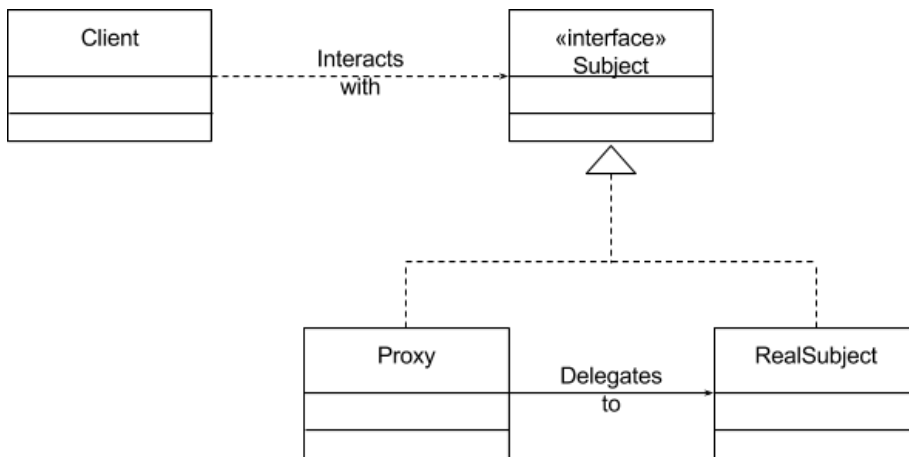 Client
«interface»
Subject
Interacts
with
Proxy
RealSubject
Delegates
to